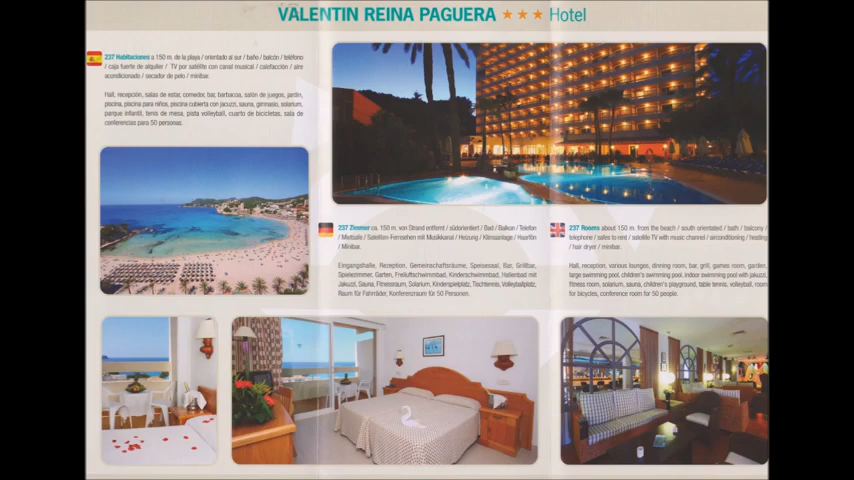 VALENTIN REINA PAGUERA ★ ★ ★ Hotel
237 Habitaciones a 150 m. de la playa / orientado al sur / baño / balcón / teléfono
/ caja fuerte de alquiler / TV por satélite con canal musical / calefacción / aire
acondicionado / secador de pelo / minibar.
Hall, recepción, salas de estar, comedor, bar, barbacoa, salón de juegos, jardín,
piscina, piscina para niños, piscina cubierta con jacuzzi, sauna, gimnasio, solarium,
parque infantil, tenis de mesa, pista volleyball, cuarto de bicicletas, sala de
conferencias para 50 personas.
237 Zimmer ca. 150 m. von Strand entfernt / südorientiert / Bad / Balkon / Telefon
/ Mietsafe / Satelliten-Fernsehen mit Musikkanal / Heizung / Klimaanlage / Haarfön
/ Minibar.
Eingangshalle, Reception, Gemeinschaftsräume, Speisesaal, Bar, Grillbar,
Spielezimmer, Garten, Freiluftschwimmbad, Kinderschwimmbad, Hallenbad mit
Jakuzzi, Sauna, Fitnessraum, Solarium, Kinderspielplatz, Tischtennis, Volleyballplatz,
Raum für Fahrräder, Konferenzraum für 50 Personen.
237 Rooms about 150 m. from the beach / south orientated / bath / balcony /
telephone / safes to rent / satellite TV with music channel / airconditioning / heating
/ hair dryer / minibar.
Hall, reception, various lounges, dinning room, bar, grill, games room, garden,
large swimming pool, children's swimming pool, indoor swimming pool with jakuzzi,
fitness room, solarium, sauna, children's playground, table tennis, volleyball, room
for bicycles, conference room for 50 people.